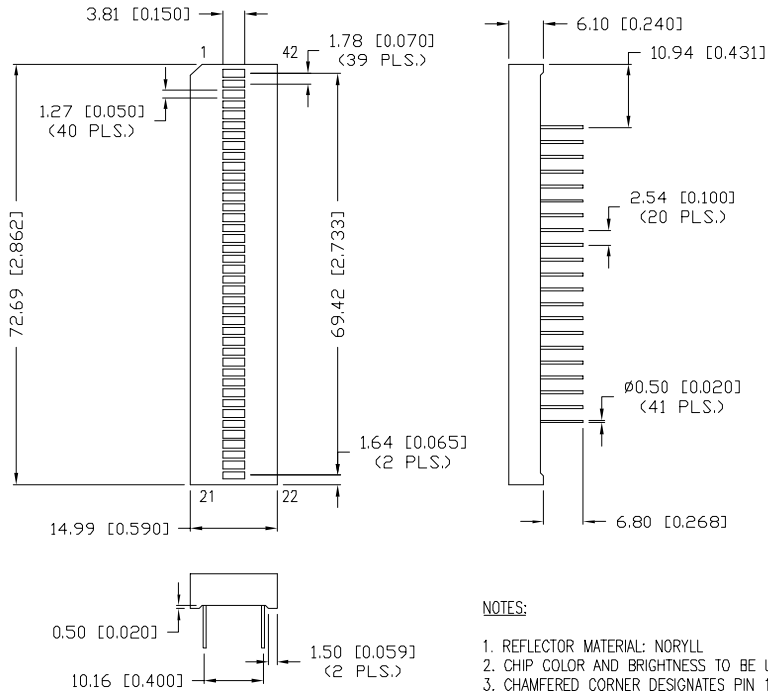 3.81 [0.150]
1
42
1.78 [0.070]
(39 PLS.)
1.27 [0.050]
(40 PLS.)
72.69 [2.862]
69.42 [2.733]
1.64 [0.065]
(2 PLS.)
21
22
14.99 [0.590]
6.10 [0.240]
10.94 [0.431]
2.54 [0.100]
(20 PLS.)
Ø0.50 [0.020]
(41 PLS.)
6.80 [0.268]
0.50 [0.020]
10.16 [0.400]
1.50 [0.059]
(2 PLS.)
NOTES:
1. REFLECTOR MATERIAL: NORYLL
2. CHIP COLOR AND BRIGHTNESS TO BE
3. CHAMFERED CORNER DESIGNATES PIN 1